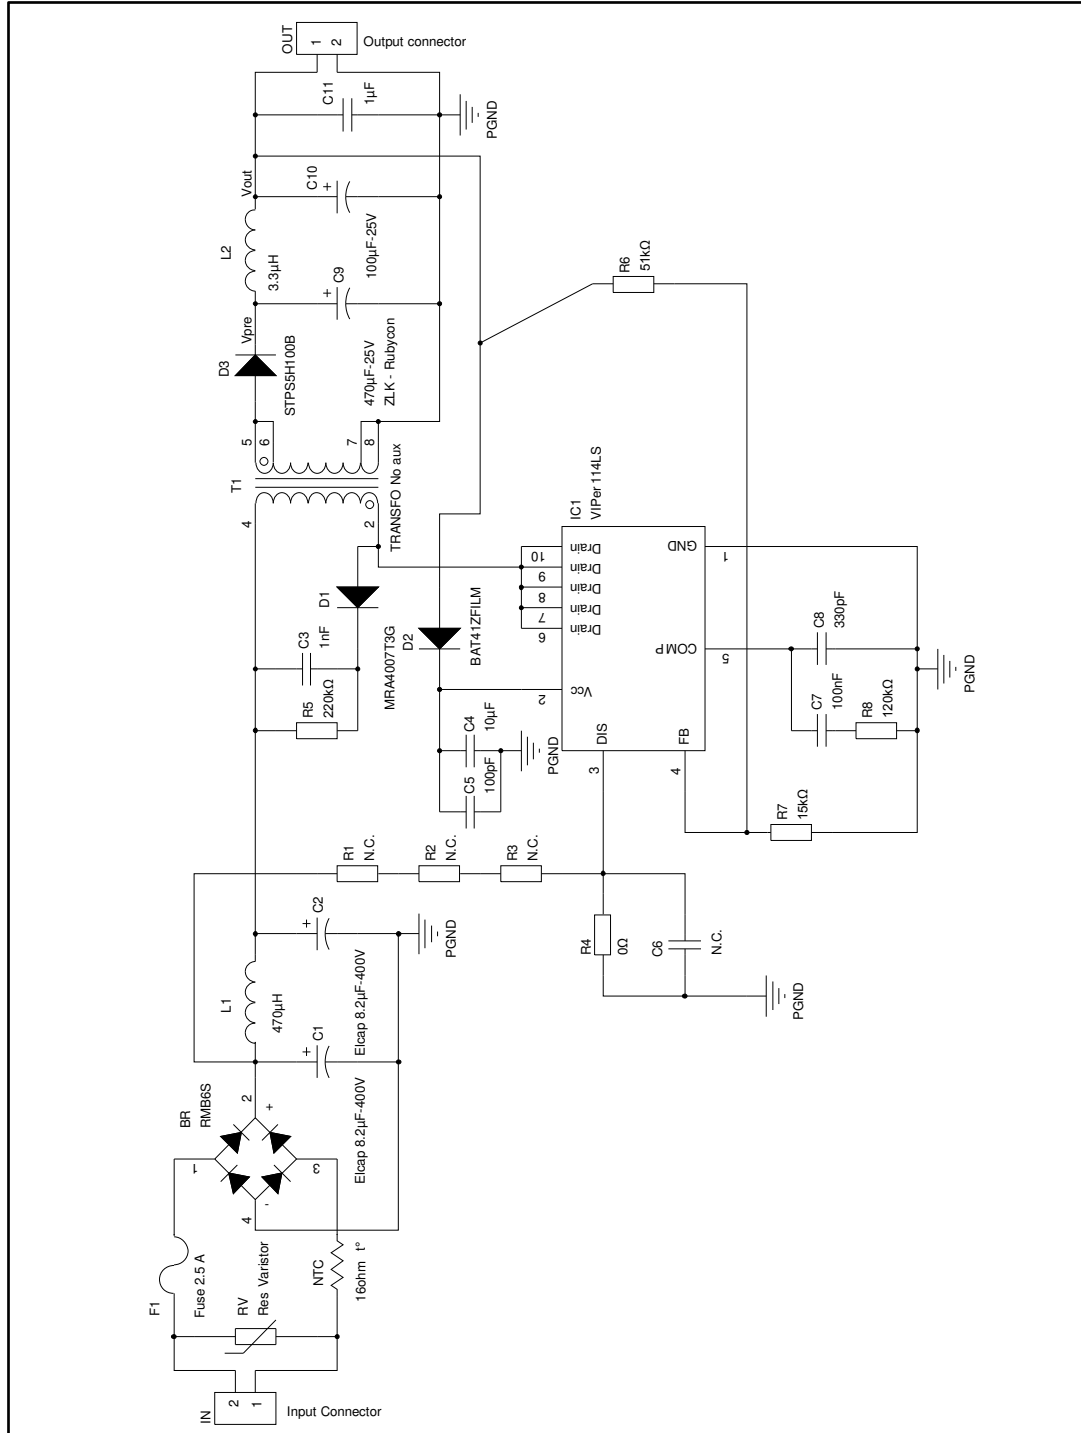 OUT
1
2
Output connector
C11
1µF
PGND
Vout
C10
+
100µF-25V
L2
3.3µH
C9
+
470µF-25V
ZLK - Rubycon
Vpre
D3
STPS5H100B
R6
51kΩ
5
6
7
8
T1
TRANSFO No aux
4
2
IC1
VIPer 114LS
D1
MRA4007T3G
C3
1nF
R5
220kΩ
D2
BAT41ZFILM
10
Drain
9
Drain
8
Drain
7
Drain
6
Drain
GND
1
COMP
5
Vcc
2
DIS
3
FB
4
C4
10µF
C5
100pF
PGND
C8
330pF
C7
100nF
R8
120kΩ
PGND
R7
15kΩ
R1
N.C.
R2
N.C.
R3
N.C.
R4
0Ω
C6
N.C.
PGND
C2
+
Elcap 8.2µF-400V
PGND
L1
470µH
C1
+
Elcap 8.2µF-400V
BR
RMB6S
2
+
1
3
4
-
F1
Fuse 2.5 A
RV
Res Varistor
NTC
16ohm t°
IN
2
1
Input Connector